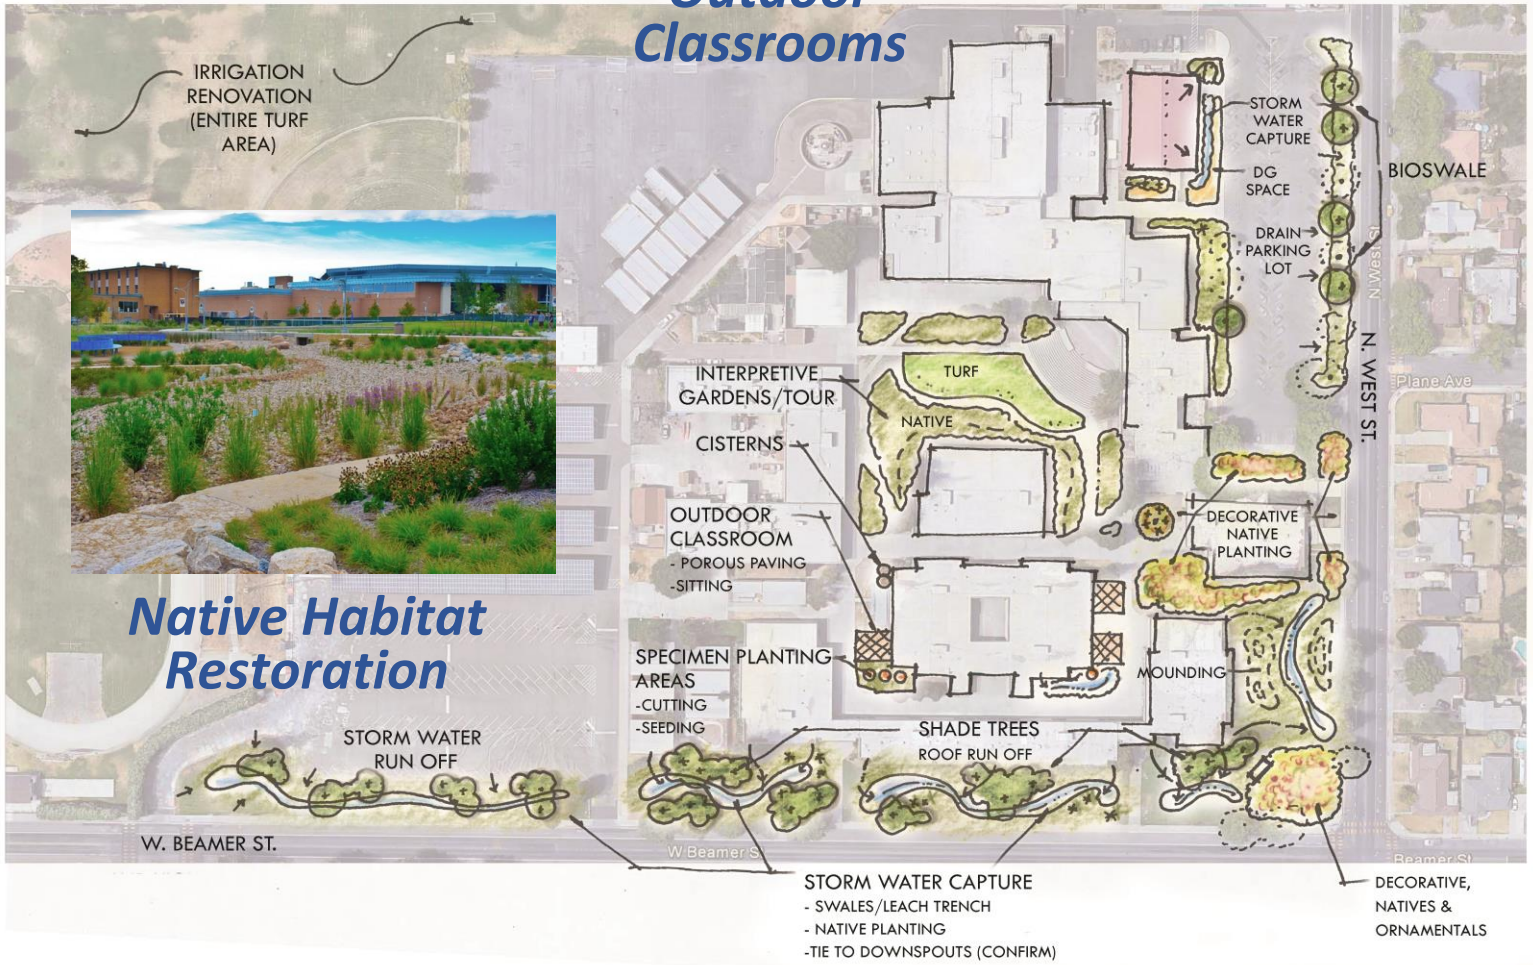 Outdoor
Classrooms
IRRIGATION
RENOVATION
(ENTIRE TURF
AREA)
STORM
WATER
CAPTURE
DG
SPACE
BIOSWALE
DRAIN
PARKING
LOT
N West St
N. WEST ST.
Plane Ave
INTERPRETIVE
GARDENS/TOUR
TURF
NATIVE
CISTERNS
OUTDOOR
CLASSROOM
- POROUS PAVING
-SITTING
DECORATIVE
NATIVE
PLANTING
Native Habitat
Restoration
SPECIMEN PLANTING
AREAS
-CUTTING
-SEEDING
MOUNDING
SHADE TREES
ROOF RUN OFF
STORM WATER
RUN OFF
W. BEAMER ST.
W Beamer S
Beamer St
STORM WATER CAPTURE
- SWALES/LEACH TRENCH
- NATIVE PLANTING
-TIE TO DOWNSPOUTS (CONFIRM)
DECORATIVE,
NATIVES &
ORNAMENTALS